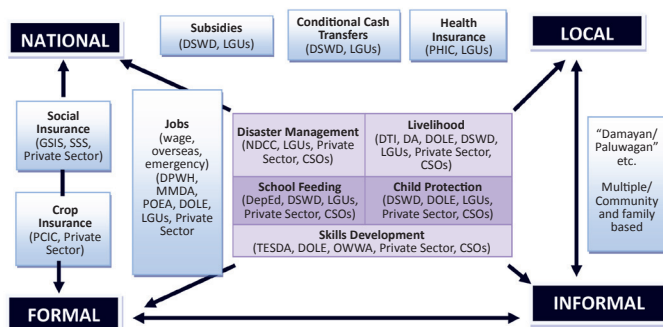 NATIONAL
Subsidies
(DSWD, LGUs)
Conditional Cash
Transfers
(DSWD, LGUs)
Health
Insurance
(PHIC, LGUs)
LOCAL
Social
Insurance
(GSIS, SSS,
Private Sector)
Crop
Insurance
(PCIC, Private
Sector)
Jobs
(wage,
overseas,
emergency)
(DPWH,
MMDA,
POEA, DOLE,
LGUs, Private
Sector
Disaster Management
(NDCC, LGUs, Private
Sector, CSOs)
Livelihood
(DTI, DA, DOLE, DSWD,
LGUs, Private Sector,
CSOs)
School Feeding
(DepEd, DSWD, LGUs,
Private Sector, CSOs)
Child Protection
(DSWD, DOLE, LGUs,
Private Sector, CSOs)
Skills Development
(TESDA, DOLE, OWWA, Private Sector, CSOs)
“Damayan/
Paluwagan”
etc.
Multiple/
Community
and family
based
FORMAL
INFORMAL